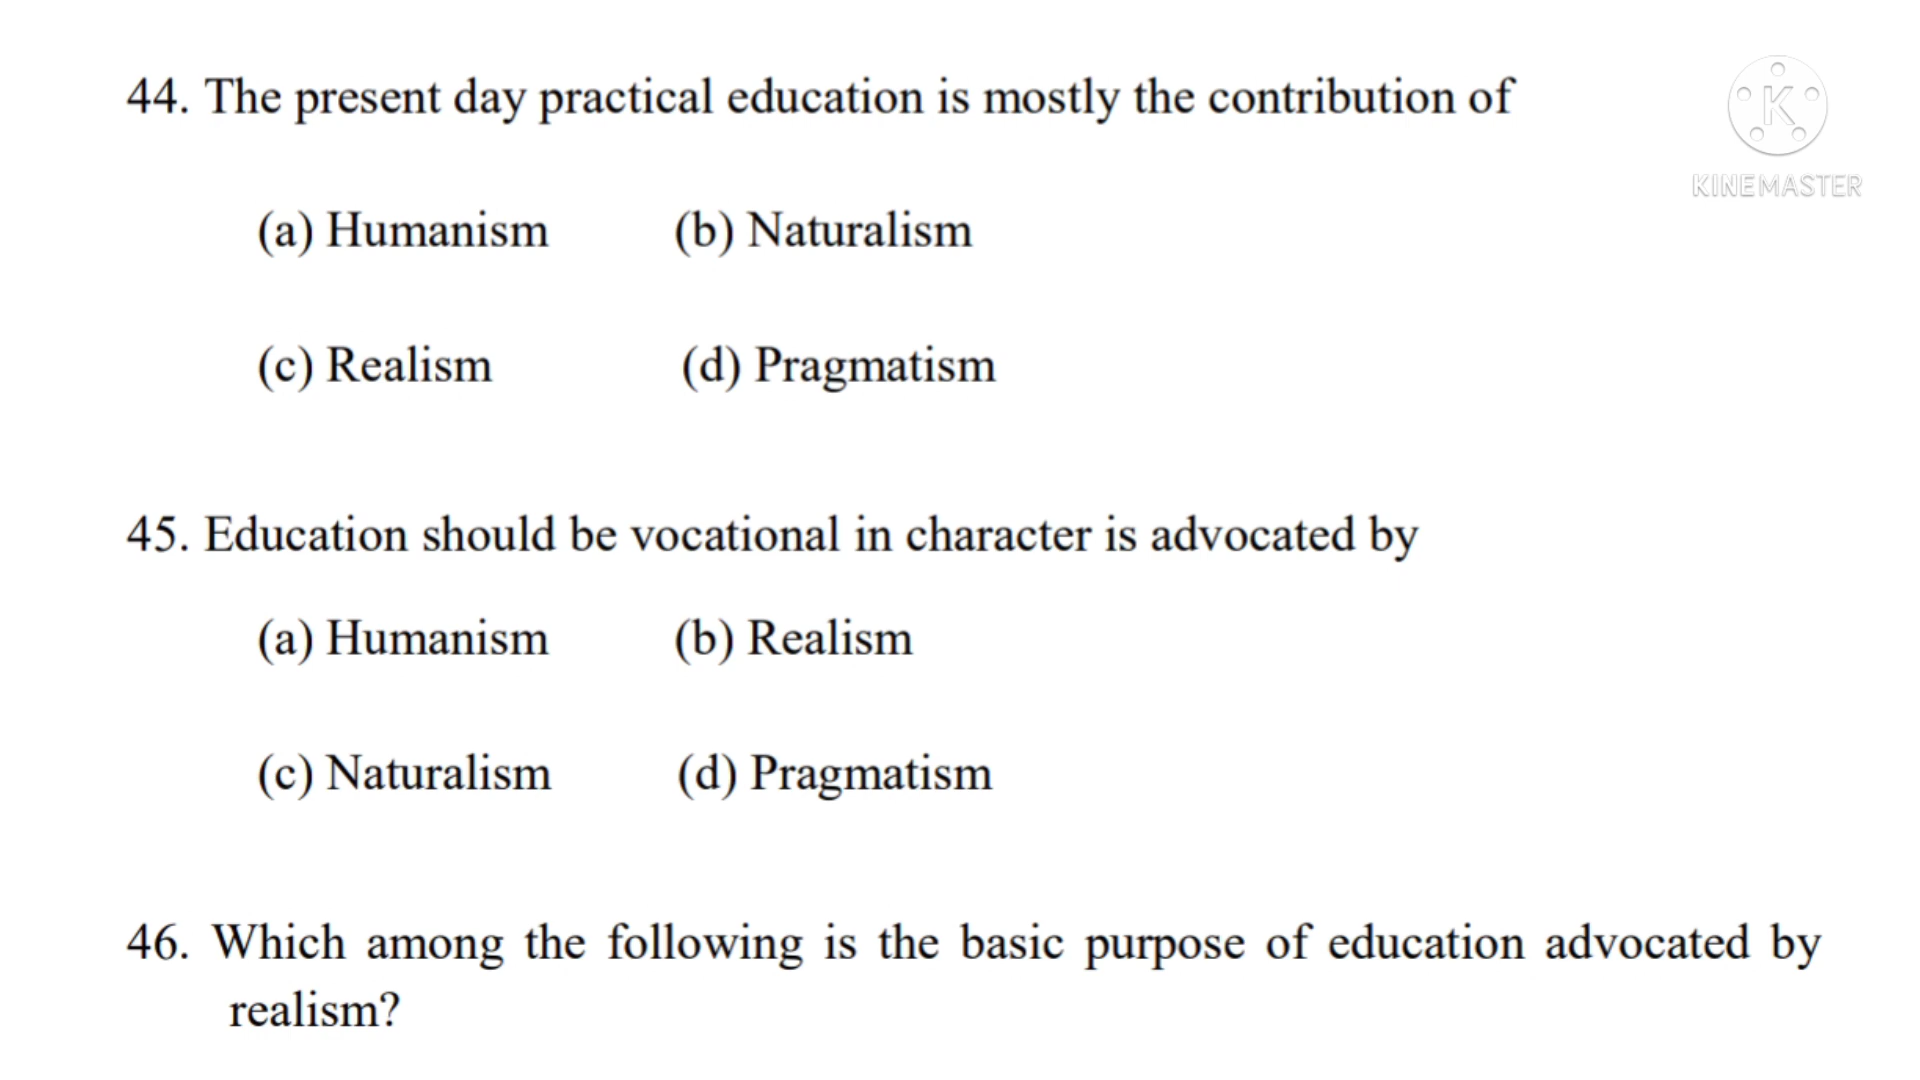 44. The present day practical education is mostly the contribution of
K
KINEMASTER
(a) Humanism (b) Naturalism
(c) Realism (d) Pragmatism
45. Education should be vocational in character is advocated by
(a) Humanism (b) Realism
(c) Naturalism (d) Pragmatism
46. Which among the following is the basic purpose of education advocated by
realism?